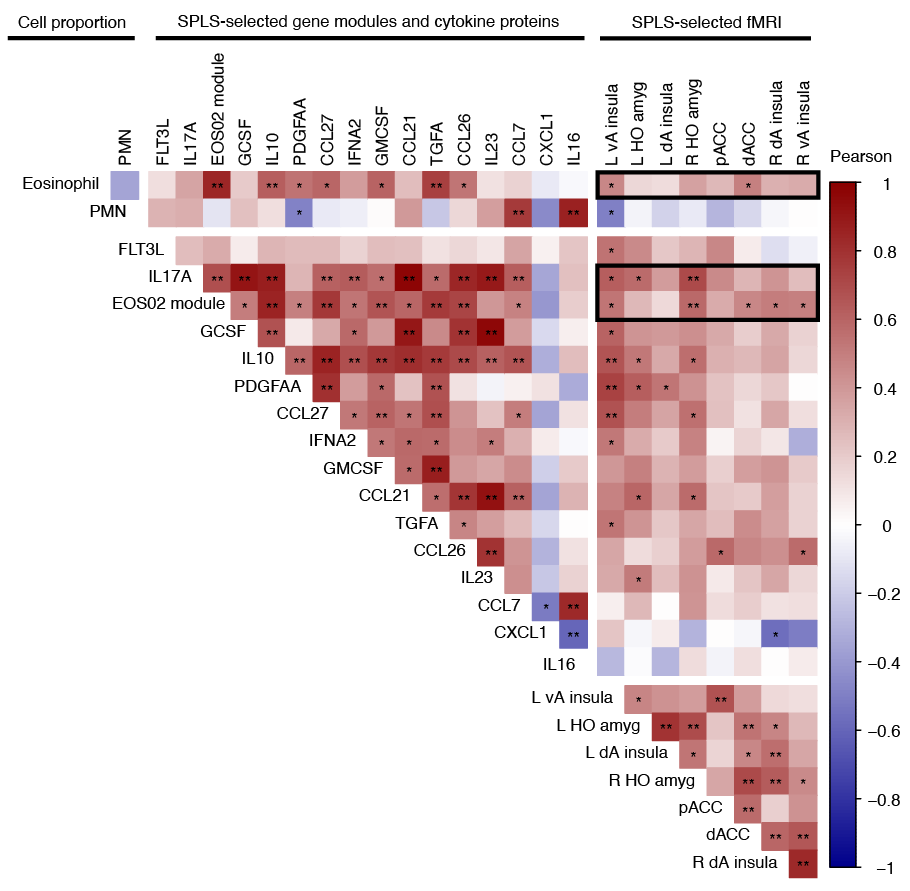 Cell proportion
SPLS-selected gene modules and cytokine proteins
SPLS-selected fMRI
PMN
FLT3L
IL17A
EOS02 module
GCSF
IL10
PDGFAA
CCL27
IFNA2
GMCSF
CCL21
TGFA
CCL26
IL23
CCL7
CXCL1
IL16
L vA insula
L HO amyg
L dA insula
R HO amyg
pACC
dACC
R dA insula
R vA insula
Pearson
Eosinophil ** ** * * * ** * * *
PMN * ** ** *
FLT3L *
IL17A ** ** ** ** ** * ** * ** ** ** ** * **
EOS02 module * ** * ** * ** * ** ** * * ** * * *
GCSF ** * ** ** ** *
IL10 ** ** ** ** ** ** ** ** ** ** * *
PDGFAA ** * ** ** * *
CCL27 * ** * ** * ** *
IFNA2 * * * * *
GMCSF * **
CCL21 * ** ** ** * *
TGFA * *
CCL26 ** * *
IL23 *
CCL7 * **
CXCL1 ** *
IL16
L vA insula * **
L HO amyg ** ** ** *
L dA insula * * **
R HO amyg ** ** *
pACC **
dACC ** **
R dA insula **
1
0.8
0.6
0.4
0.2
0
−0.2
−0.4
−0.6
−0.8
−1